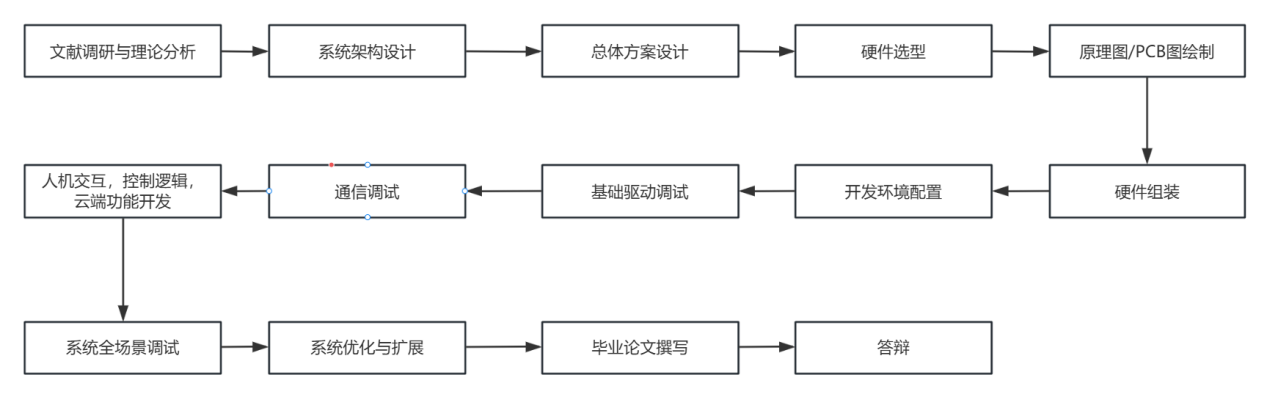 文献调研与理论分析
系统架构设计
总体方案设计
硬件选型
原理图/PCB图绘制
人机交互，控制逻辑，
云端功能开发
通信调试
基础驱动调试
开发环境配置
硬件组装
系统全场景调试
系统优化与扩展
毕业论文撰写
答辩